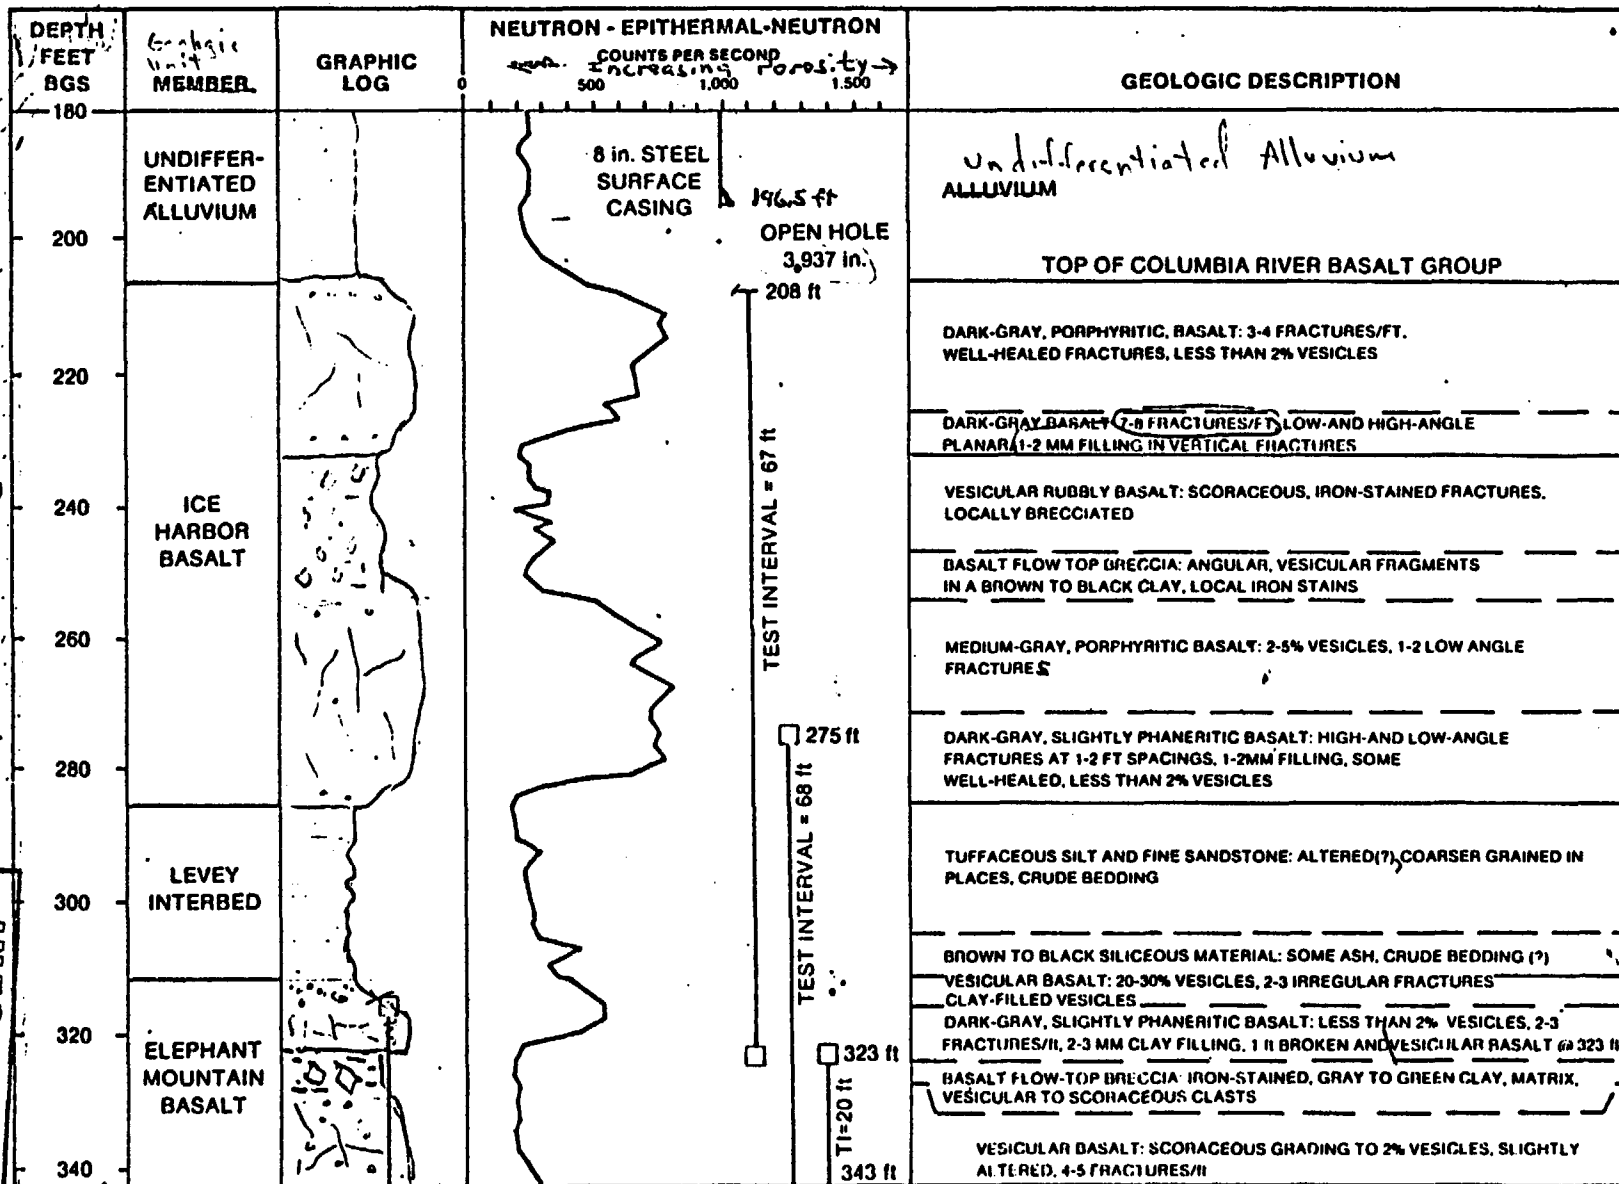 DEPTH
FEET
BGS
Geologic
Unit
MEMBER
GRAPHIC
LOG
NEUTRON - EPITHERMAL-NEUTRON
COUNTS PER SECOND
Increasing Porosity →
0 500 1,000 1,500
GEOLOGIC DESCRIPTION
180
UNDIFFER-
ENTIATED
ALLUVIUM
8 in. STEEL
SURFACE
CASING
196.5 ft
OPEN HOLE
3,937 in.
undifferentiated Alluvium
ALLUVIUM
200
TOP OF COLUMBIA RIVER BASALT GROUP
208 ft
DARK-GRAY, PORPHYRITIC, BASALT: 3-4 FRACTURES/FT.
WELL-HEALED FRACTURES, LESS THAN 2% VESICLES
220
DARK-GRAY BASALT 7-8 FRACTURES/FT, LOW-AND HIGH-ANGLE
PLANAR 1-2 MM FILLING IN VERTICAL FRACTURES
TEST INTERVAL = 67 ft
240
ICE
HARBOR
BASALT
VESICULAR RUBBLY BASALT: SCORACEOUS, IRON-STAINED FRACTURES.
LOCALLY BRECCIATED
BASALT FLOW TOP BRECCIA: ANGULAR, VESICULAR FRAGMENTS
IN A BROWN TO BLACK CLAY, LOCAL IRON STAINS
260
MEDIUM-GRAY, PORPHYRITIC BASALT: 2-5% VESICLES, 1-2 LOW ANGLE
FRACTURES
275 ft
DARK-GRAY, SLIGHTLY PHANERITIC BASALT: HIGH-AND LOW-ANGLE
FRACTURES AT 1-2 FT SPACINGS, 1-2MM FILLING, SOME
WELL-HEALED, LESS THAN 2% VESICLES
280
TEST INTERVAL = 68 ft
LEVEY
INTERBED
TUFFACEOUS SILT AND FINE SANDSTONE: ALTERED(?), COARSER GRAINED IN
PLACES, CRUDE BEDDING
300
BROWN TO BLACK SILICEOUS MATERIAL: SOME ASH, CRUDE BEDDING (?)
VESICULAR BASALT: 20-30% VESICLES, 2-3 IRREGULAR FRACTURES
CLAY-FILLED VESICLES
DARK-GRAY, SLIGHTLY PHANERITIC BASALT: LESS THAN 2% VESICLES, 2-3
FRACTURES/ft, 2-3 MM CLAY FILLING, 1 ft BROKEN AND VESICULAR BASALT @ 323 ft
320
323 ft
ELEPHANT
MOUNTAIN
BASALT
BASALT FLOW-TOP BRECCIA: IRON-STAINED, GRAY TO GREEN CLAY, MATRIX,
VESICULAR TO SCORACEOUS CLASTS
TI=20 ft
VESICULAR BASALT: SCORACEOUS GRADING TO 2% VESICLES, SLIGHTLY
ALTERED, 4-5 FRACTURES/ft
340
343 ft